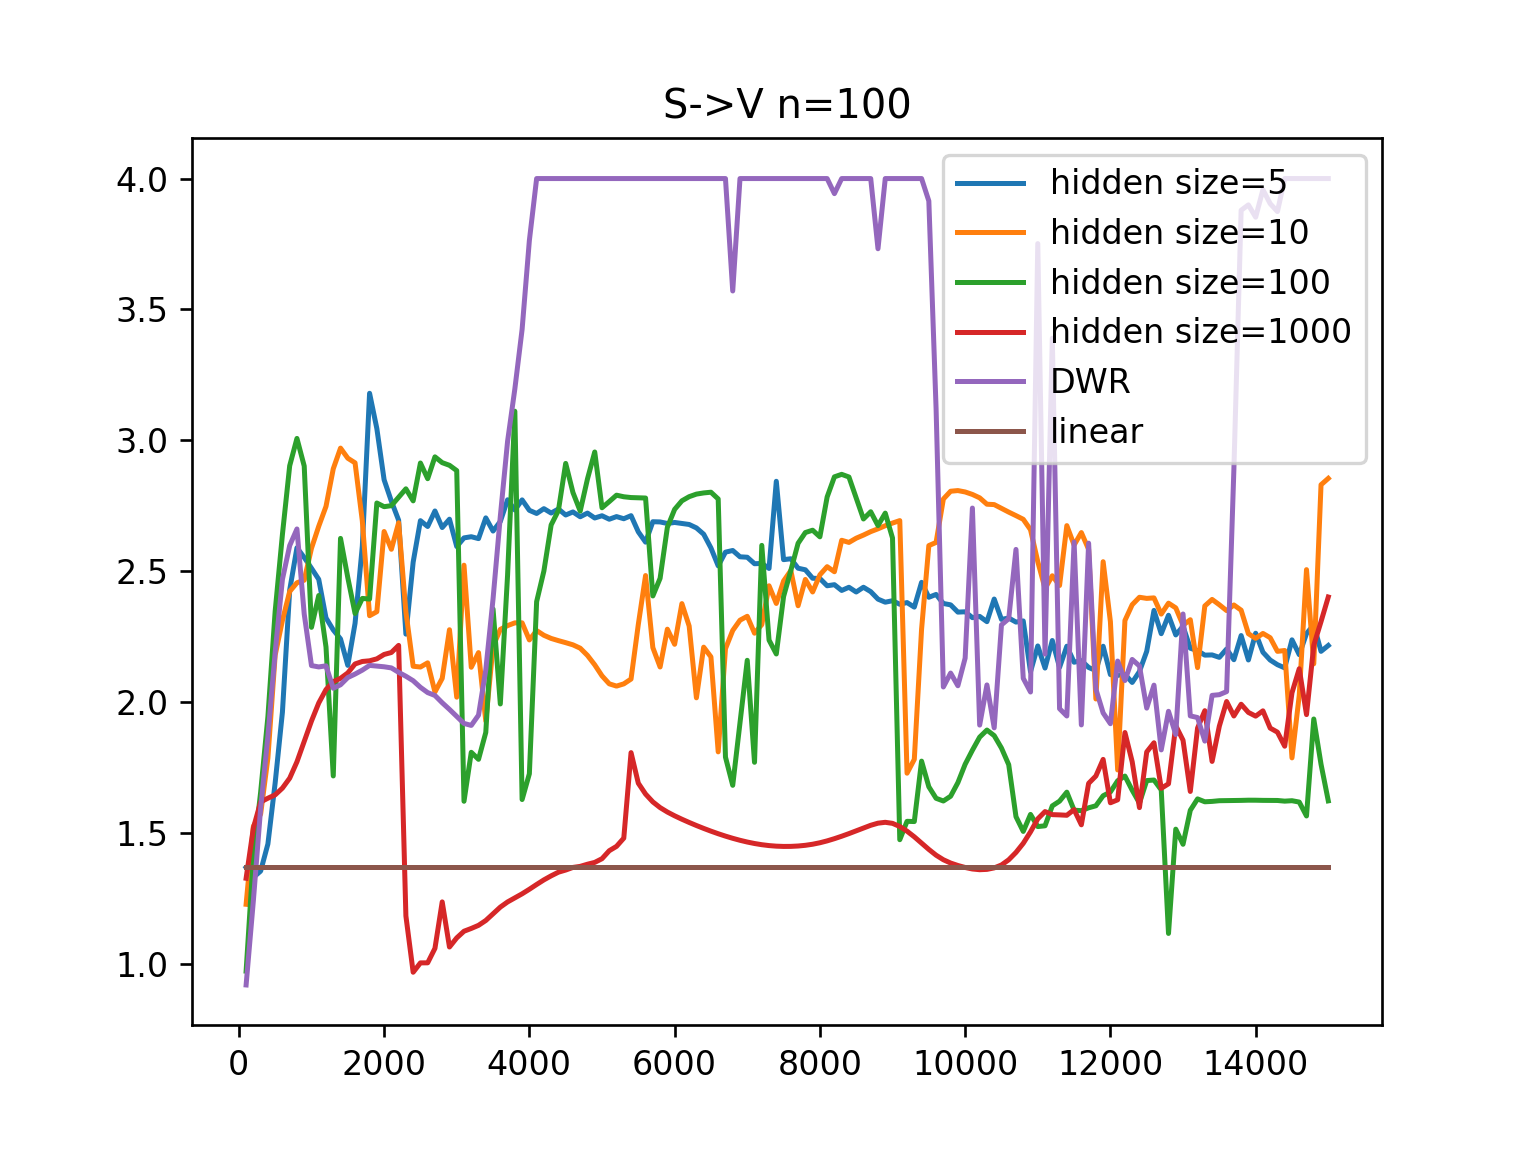 S->V n=100
4.0
3.5
3.0
2.5
2.0
1.5
1.0
hidden size=5
hidden size=10
hidden size=100
hidden size=1000
DWR
linear
0 2000 4000 6000 8000 10000 12000 14000